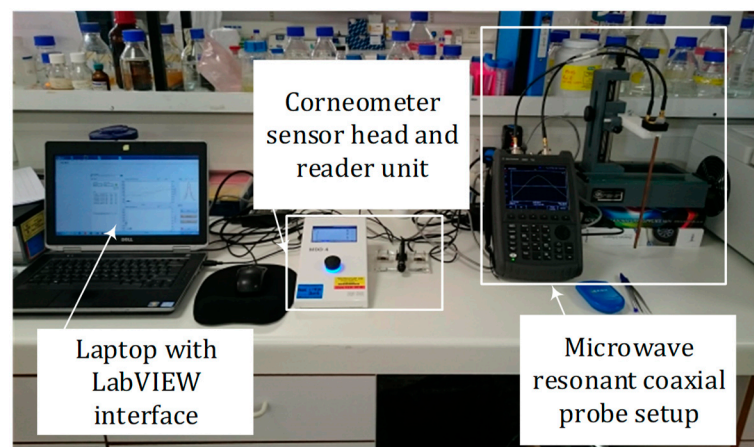 Corneometer
sensor head and
reader unit
DELL
Laptop with
LabVIEW
interface
Microwave
resonant coaxial
probe setup